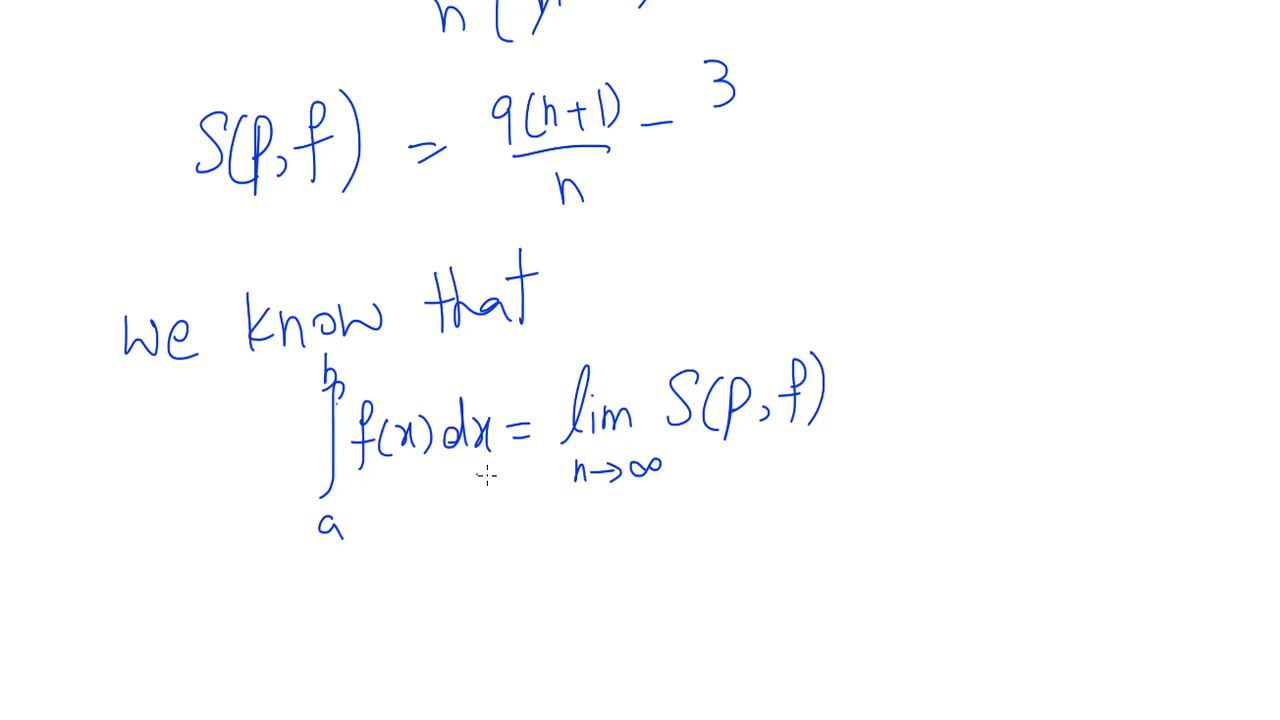 n(
S(p,f) = 9(n+1)/n - 3
we know that
∫_a^b f(x)dx = lim_{n→∞} S(p,f)